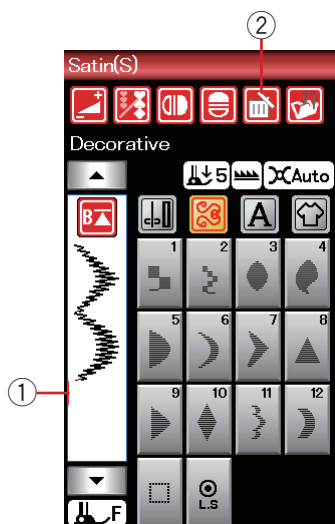 ②
Satin(S)
Decorative
5 Auto
B A
1 2 3 4
5 6 7 8
① 9 10 11 12
F L.S